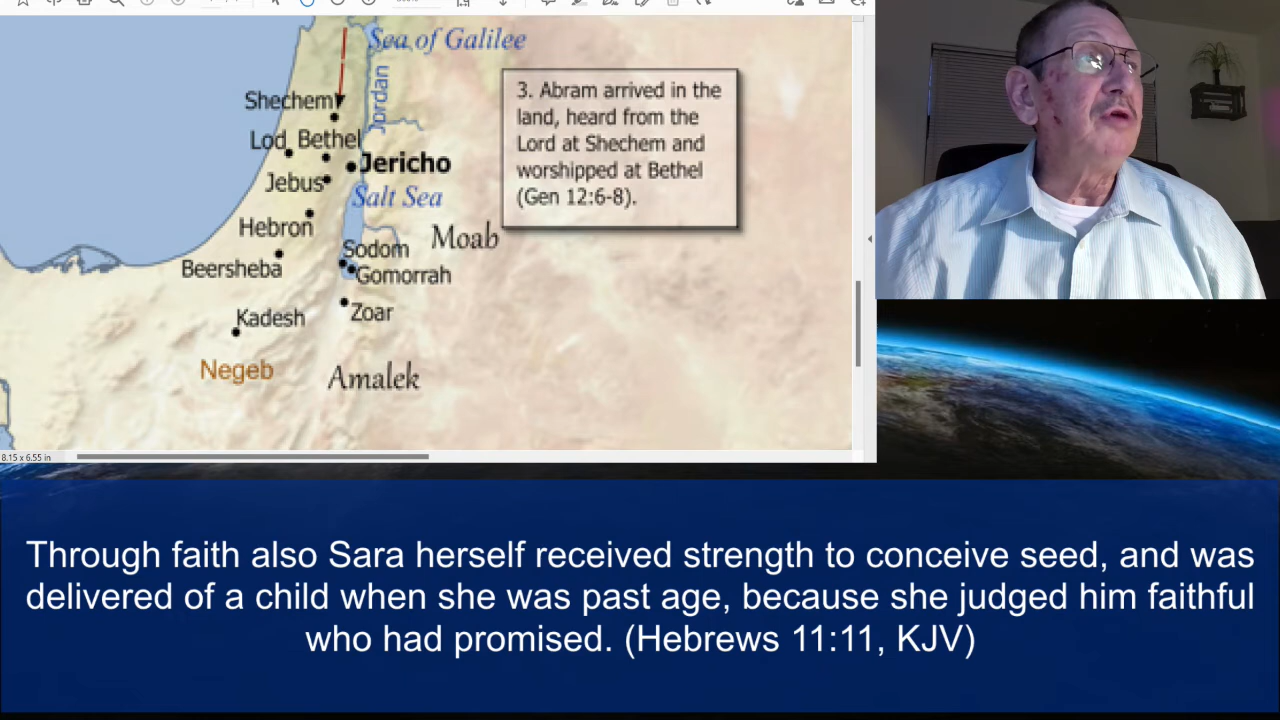 Sea of Galilee
Jordan
Shechem
Lod Bethel
Jericho
Jebus
Salt Sea
Hebron
Moab
Sodom
Beersheba
Gomorrah
Zoar
Kadesh
Negeb
Amalek
3. Abram arrived in the
land, heard from the
Lord at Shechem and
worshipped at Bethel
(Gen 12:6-8).
8.15 x 6.55 in
Through faith also Sara herself received strength to conceive seed, and was
delivered of a child when she was past age, because she judged him faithful
who had promised. (Hebrews 11:11, KJV)